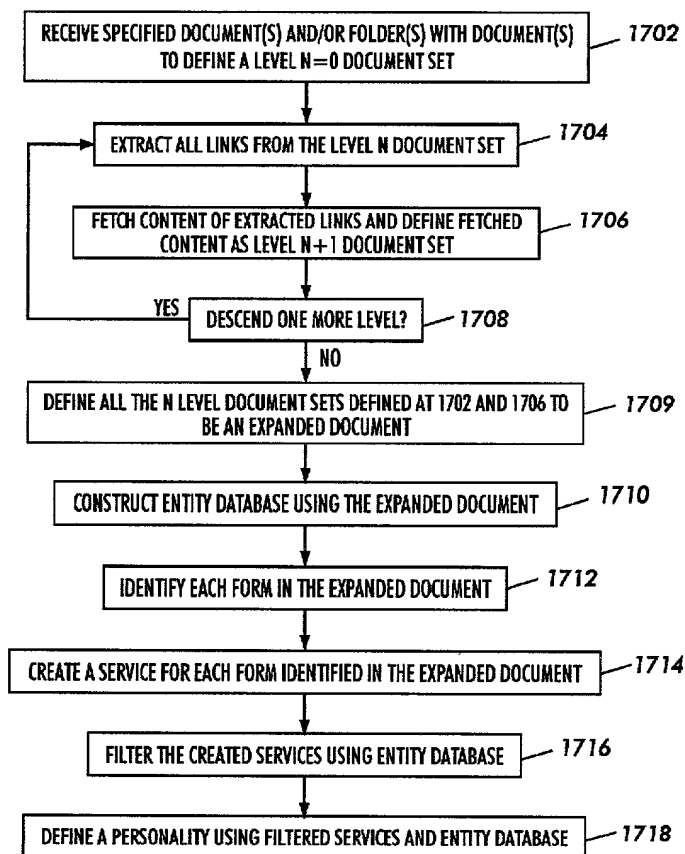 RECEIVE SPECIFIED DOCUMENT(S) AND/OR FOLDER(S) WITH DOCUMENT(S)
TO DEFINE A LEVEL N=0 DOCUMENT SET
1702
EXTRACT ALL LINKS FROM THE LEVEL N DOCUMENT SET
1704
FETCH CONTENT OF EXTRACTED LINKS AND DEFINE FETCHED
CONTENT AS LEVEL N+1 DOCUMENT SET
1706
YES
DESCEND ONE MORE LEVEL?
1708
NO
DEFINE ALL THE N LEVEL DOCUMENT SETS DEFINED AT 1702 AND 1706 TO
BE AN EXPANDED DOCUMENT
1709
CONSTRUCT ENTITY DATABASE USING THE EXPANDED DOCUMENT
1710
IDENTIFY EACH FORM IN THE EXPANDED DOCUMENT
1712
CREATE A SERVICE FOR EACH FORM IDENTIFIED IN THE EXPANDED DOCUMENT
1714
FILTER THE CREATED SERVICES USING ENTITY DATABASE
1716
DEFINE A PERSONALITY USING FILTERED SERVICES AND ENTITY DATABASE
1718